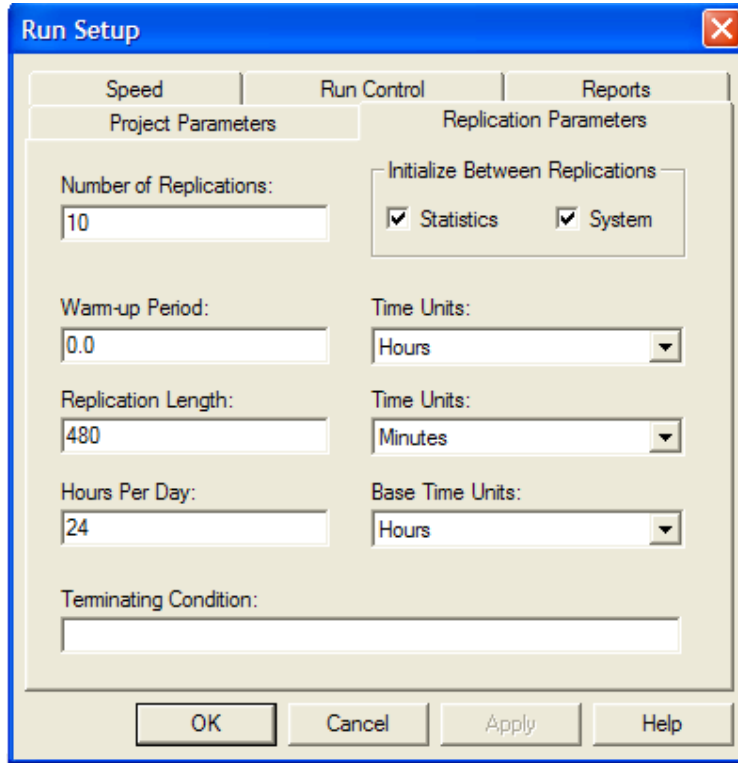 Run Setup
Speed Run Control Reports
Project Parameters Replication Parameters
Number of Replications:
10
Initialize Between Replications
Statistics System
Warm-up Period: Time Units:
0.0 Hours
Replication Length: Time Units:
480 Minutes
Hours Per Day: Base Time Units:
24 Hours
Terminating Condition:
OK Cancel Apply Help